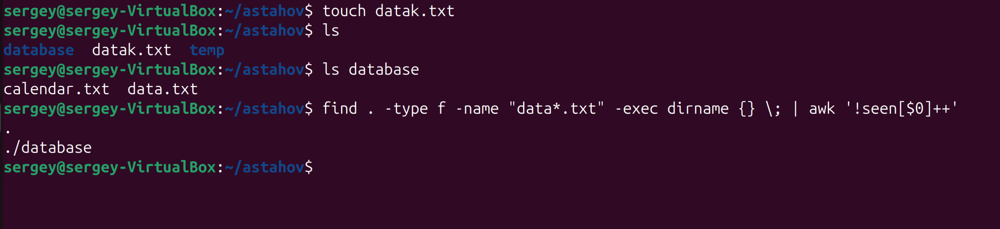 sergey@sergey-VirtualBox:~/astahov$ touch datak.txt
sergey@sergey-VirtualBox:~/astahov$ ls
database  datak.txt  temp
sergey@sergey-VirtualBox:~/astahov$ ls database
calendar.txt  data.txt
sergey@sergey-VirtualBox:~/astahov$ find . -type f -name "data*.txt" -exec dirname {} \; | awk '!seen[$0]++'
.
./database
sergey@sergey-VirtualBox:~/astahov$